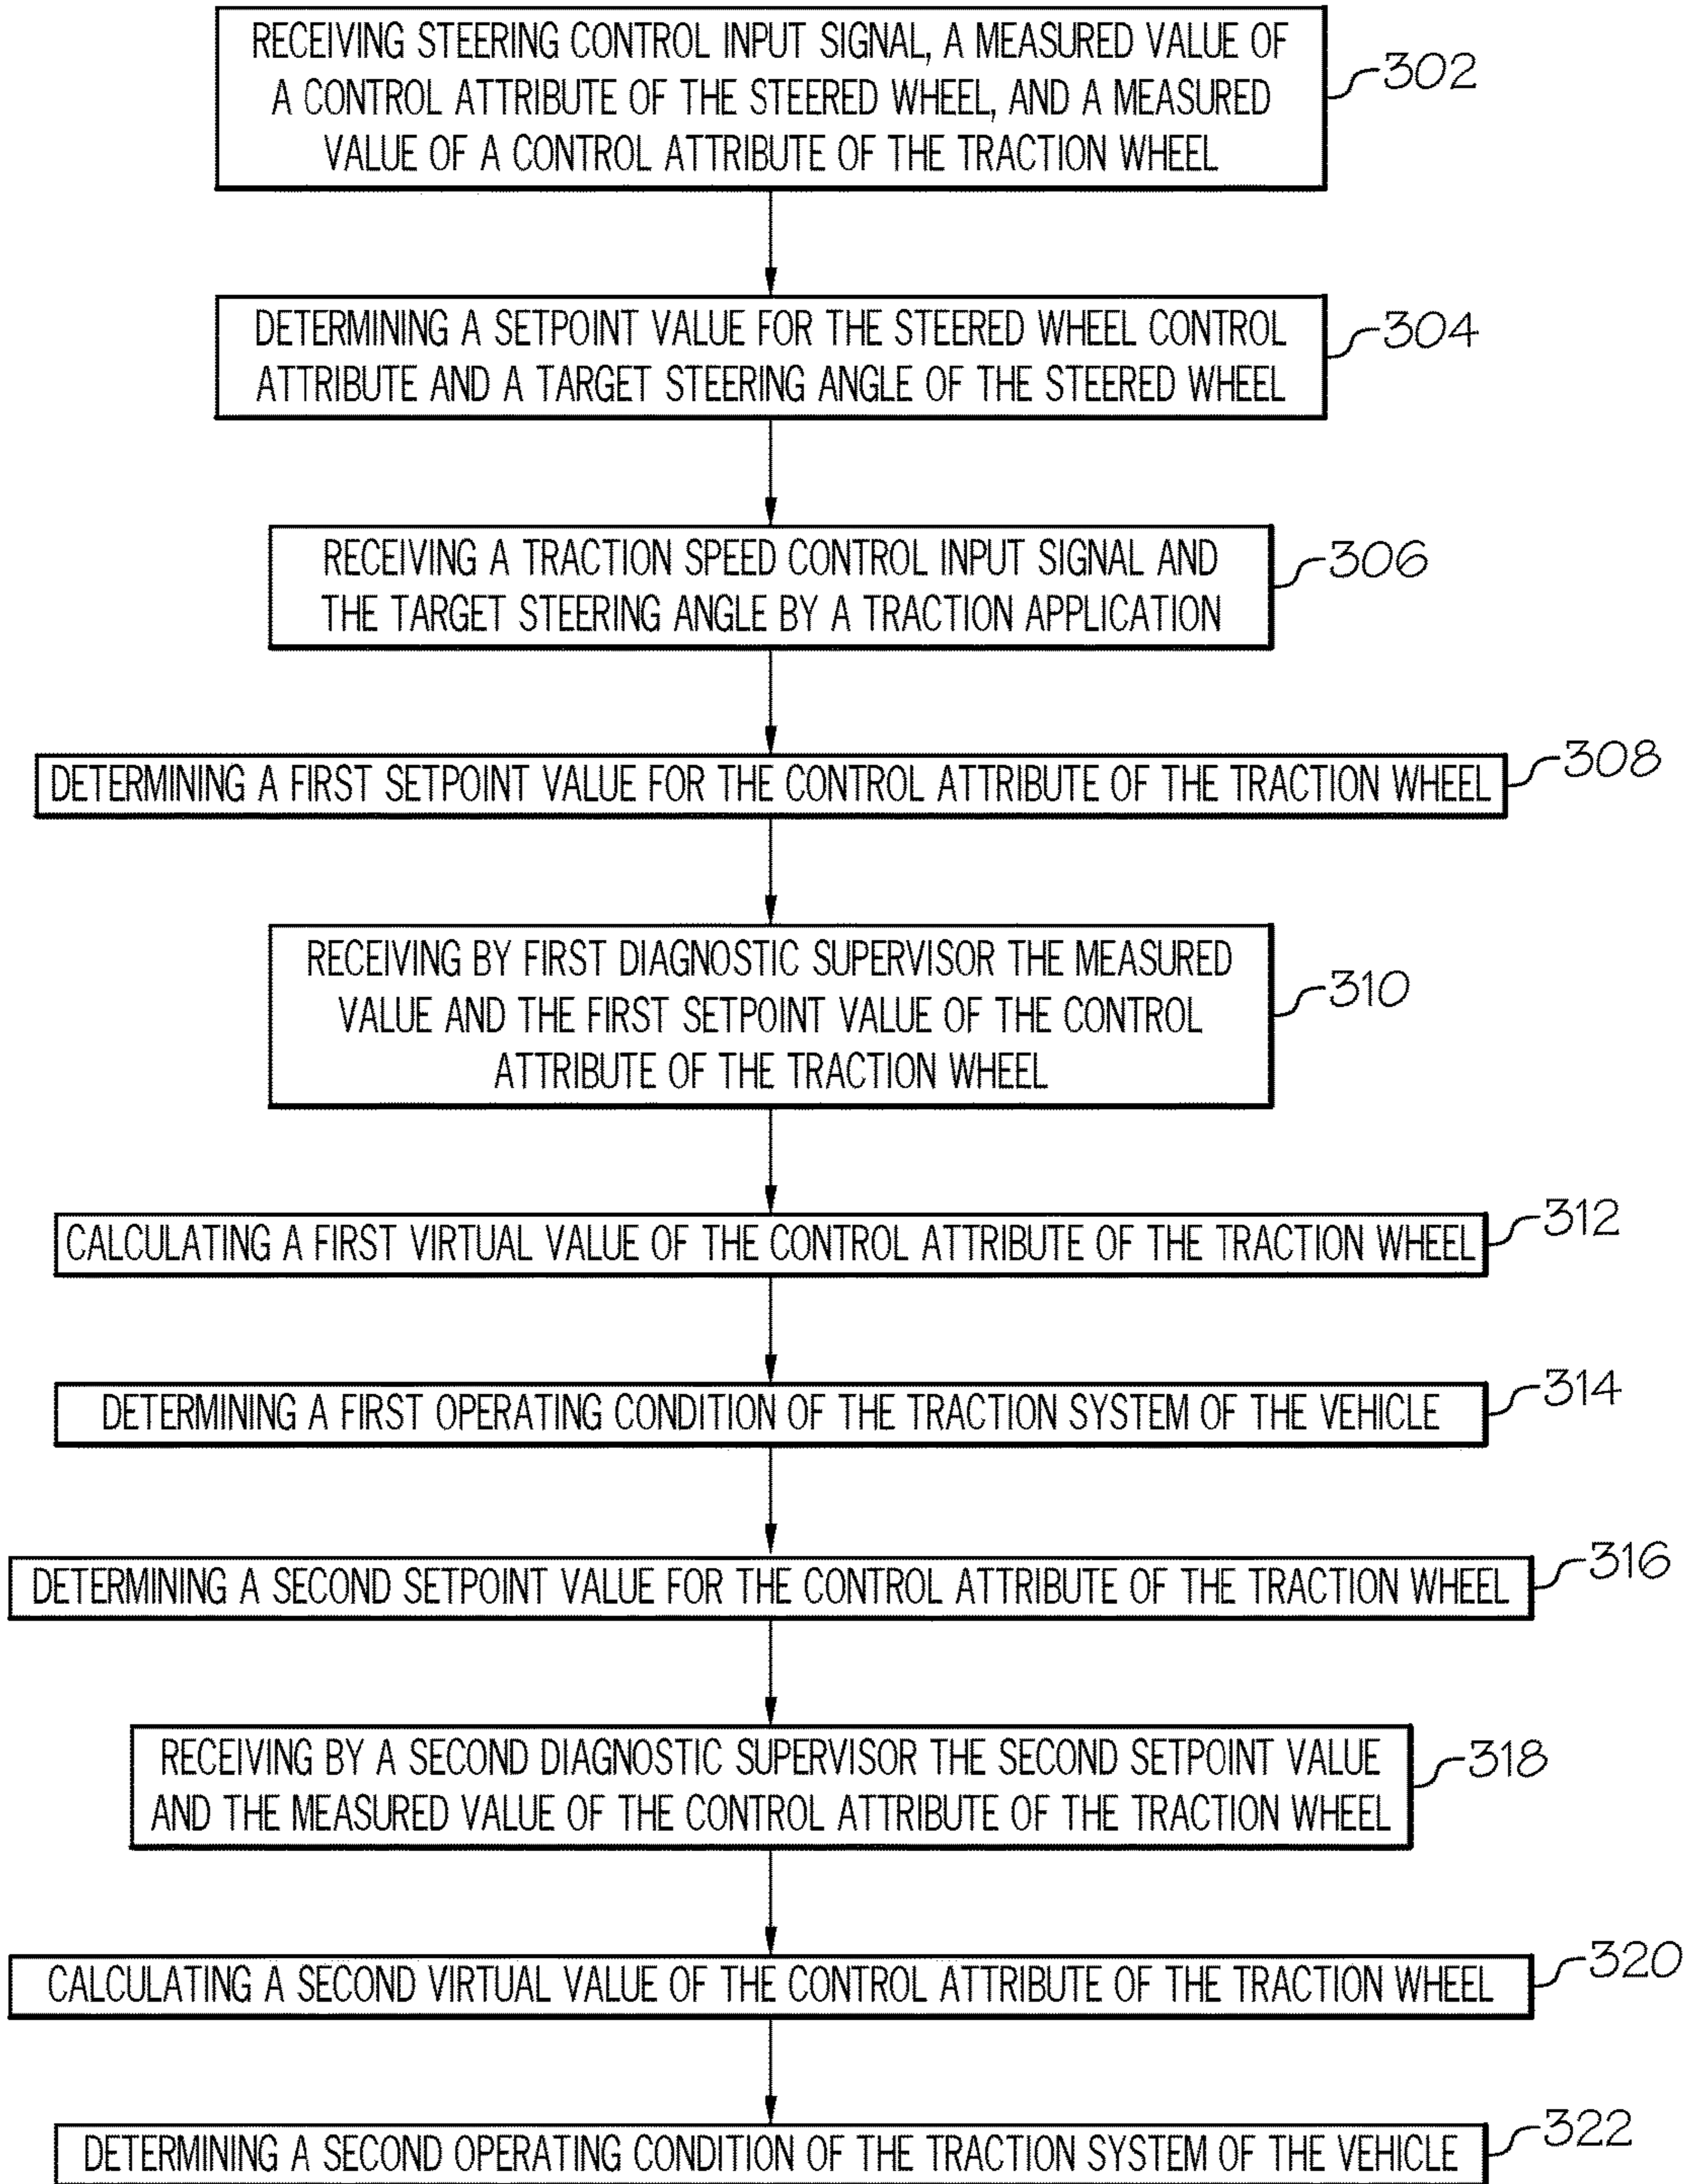 RECEIVING STEERING CONTROL INPUT SIGNAL, A MEASURED VALUE OF
A CONTROL ATTRIBUTE OF THE STEERED WHEEL, AND A MEASURED
VALUE OF A CONTROL ATTRIBUTE OF THE TRACTION WHEEL
302
DETERMINING A SETPOINT VALUE FOR THE STEERED WHEEL CONTROL
ATTRIBUTE AND A TARGET STEERING ANGLE OF THE STEERED WHEEL
304
RECEIVING A TRACTION SPEED CONTROL INPUT SIGNAL AND
THE TARGET STEERING ANGLE BY A TRACTION APPLICATION
306
DETERMINING A FIRST SETPOINT VALUE FOR THE CONTROL ATTRIBUTE OF THE TRACTION WHEEL
308
RECEIVING BY FIRST DIAGNOSTIC SUPERVISOR THE MEASURED
VALUE AND THE FIRST SETPOINT VALUE OF THE CONTROL
ATTRIBUTE OF THE TRACTION WHEEL
310
CALCULATING A FIRST VIRTUAL VALUE OF THE CONTROL ATTRIBUTE OF THE TRACTION WHEEL
312
DETERMINING A FIRST OPERATING CONDITION OF THE TRACTION SYSTEM OF THE VEHICLE
314
DETERMINING A SECOND SETPOINT VALUE FOR THE CONTROL ATTRIBUTE OF THE TRACTION WHEEL
316
RECEIVING BY A SECOND DIAGNOSTIC SUPERVISOR THE SECOND SETPOINT VALUE
AND THE MEASURED VALUE OF THE CONTROL ATTRIBUTE OF THE TRACTION WHEEL
318
CALCULATING A SECOND VIRTUAL VALUE OF THE CONTROL ATTRIBUTE OF THE TRACTION WHEEL
320
DETERMINING A SECOND OPERATING CONDITION OF THE TRACTION SYSTEM OF THE VEHICLE
322